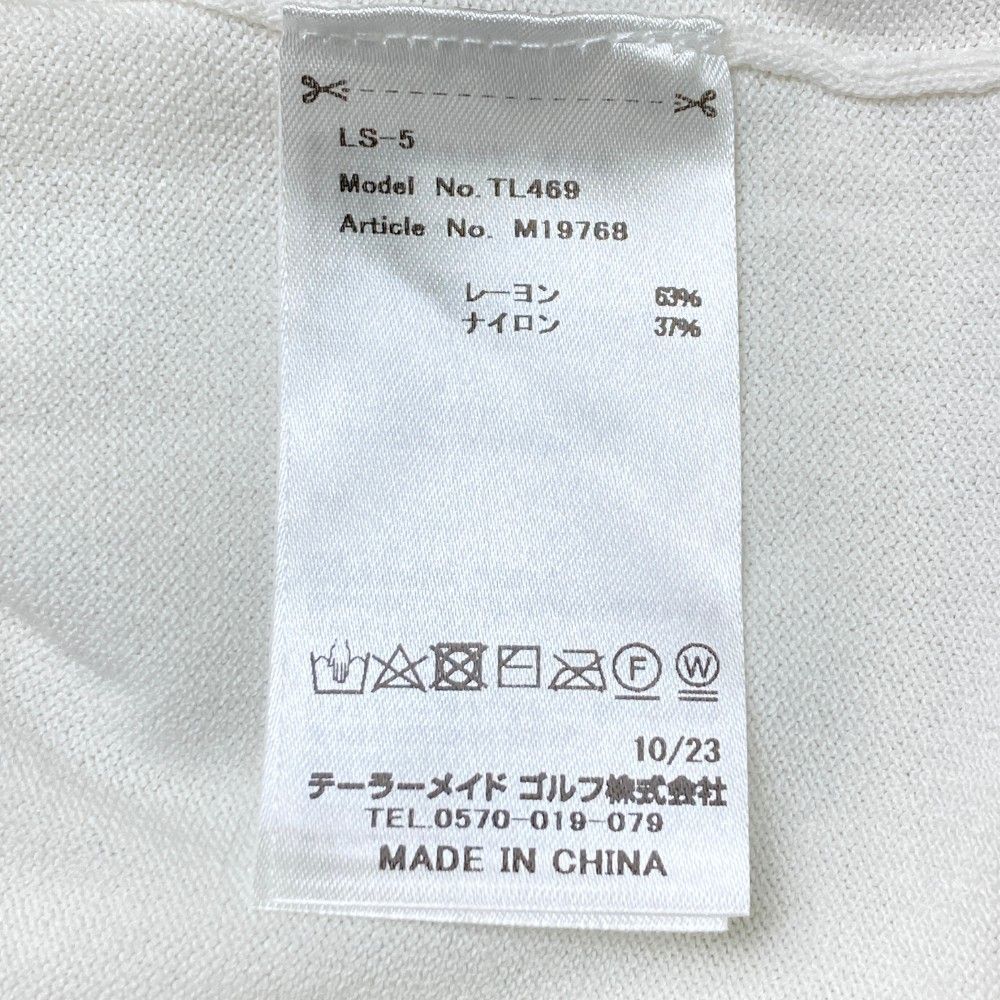 LS-5
Model No. TL469
Article No. M19768
レーヨン 63%
ナイロン 37%
F W
10/23
テーラーメイド ゴルフ株式会社
TEL.0570-019-079
MADE IN CHINA